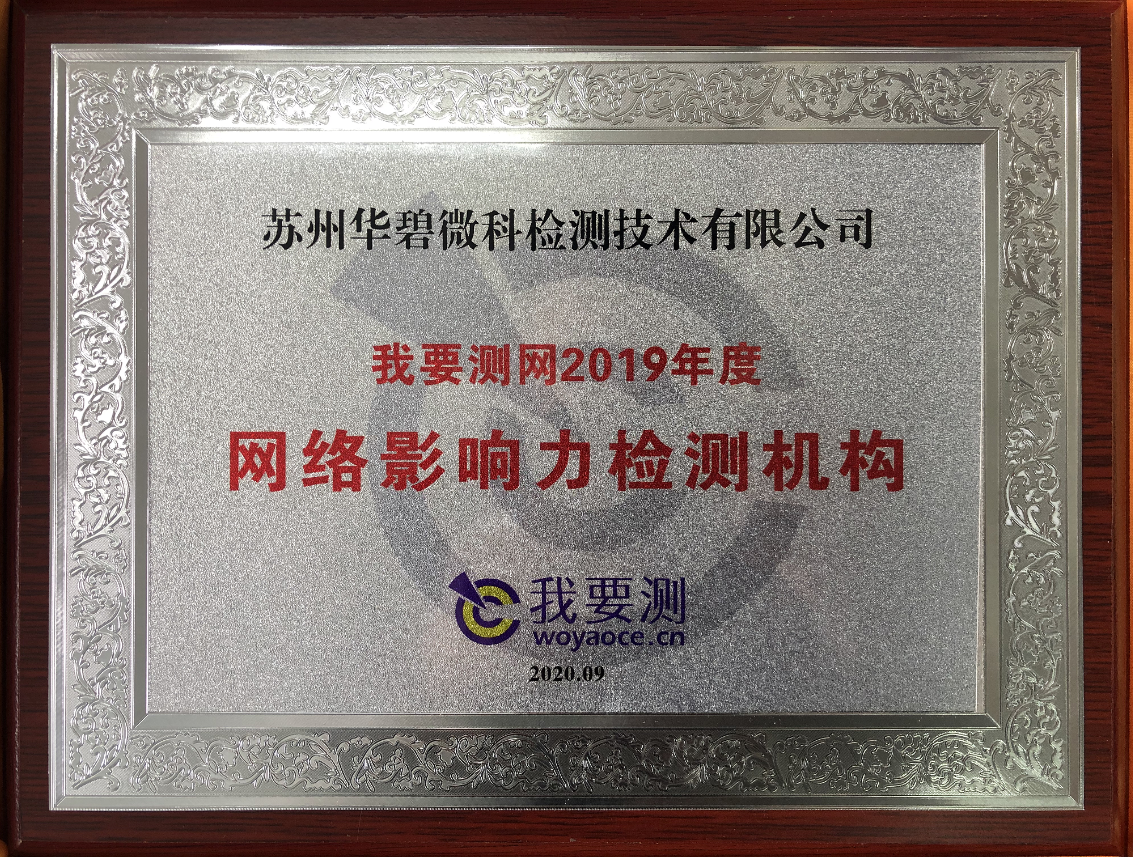 苏州华碧微科检测技术有限公司
我要测网2019年度
网络影响力检测机构
我要测
woyaoce.cn
2020.09